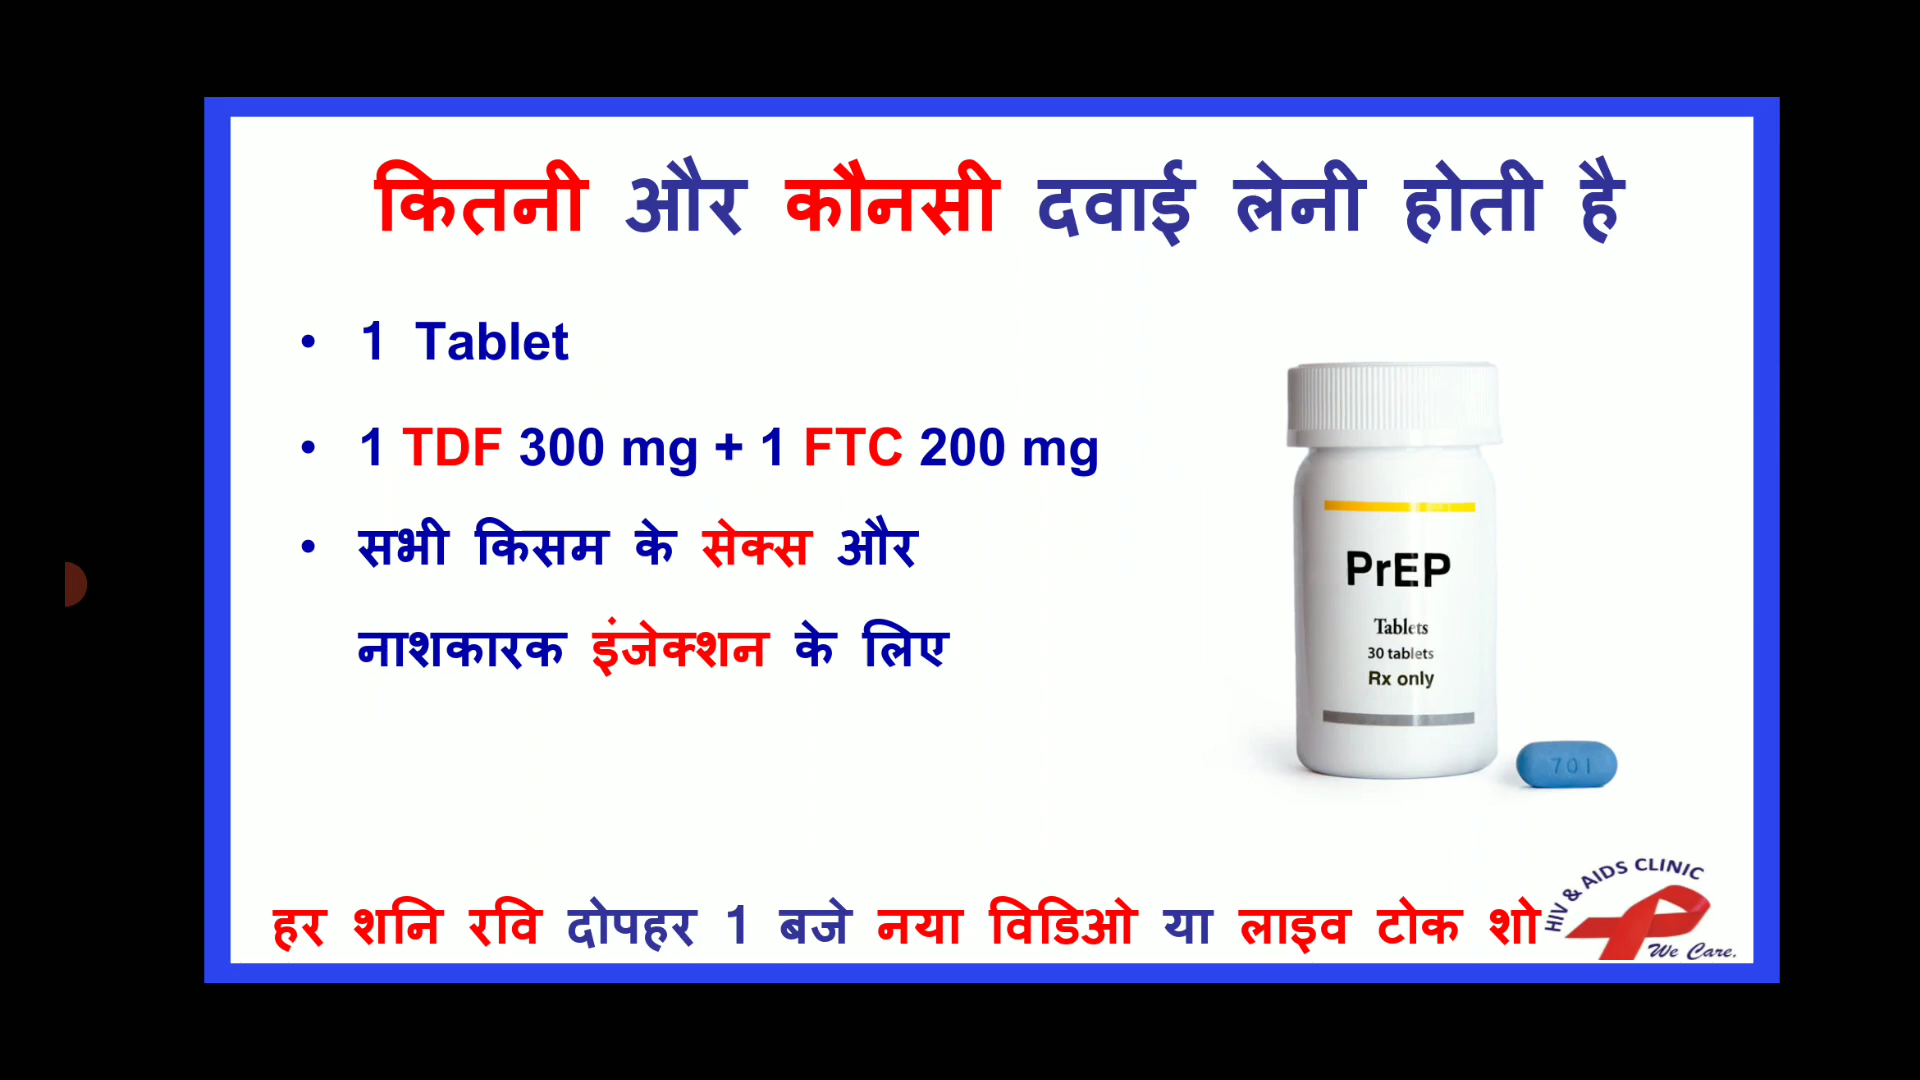 कितनी और कौनसी दवाई लेनी होती है
• 1 Tablet
• 1 TDF 300 mg + 1 FTC 200 mg
• सभी किसम के सेक्स और
नाशकारक इंजेक्शन के लिए
PrEP
Tablets
30 tablets
Rx only
701
हर शनि रवि दोपहर 1 बजे नया विडिओ या लाइव टोक शो
HIV & AIDS CLINIC
We Care.